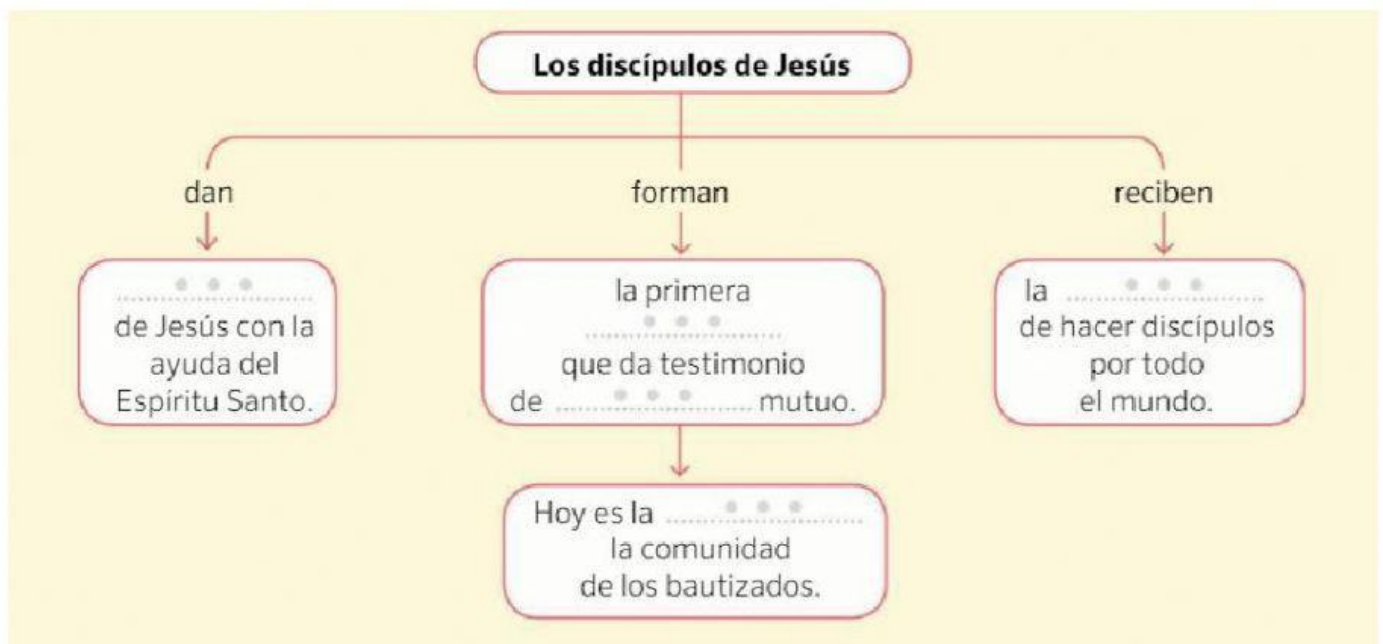 Los discípulos de Jesús
dan
forman
reciben
...
de Jesús con la
ayuda del
Espíritu Santo.
la primera
...
que da testimonio
de ... mutuo.
la ...
de hacer discípulos
por todo
el mundo.
Hoy es la ...
la comunidad
de los bautizados.